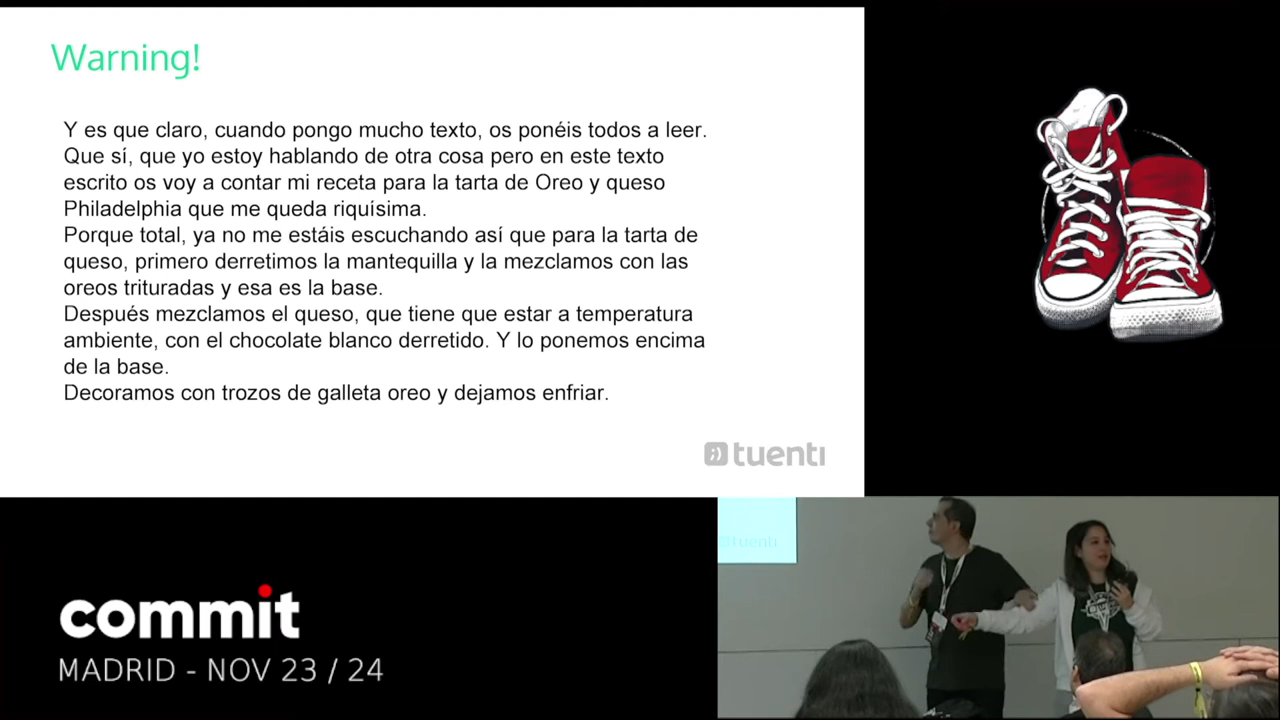 Warning!
Y es que claro, cuando pongo mucho texto, os ponéis todos a leer.
Que sí, que yo estoy hablando de otra cosa pero en este texto
escrito os voy a contar mi receta para la tarta de Oreo y queso
Philadelphia que me queda riquísima.
Porque total, ya no me estáis escuchando así que para la tarta de
queso, primero derretimos la mantequilla y la mezclamos con las
oreos trituradas y esa es la base.
Después mezclamos el queso, que tiene que estar a temperatura
ambiente, con el chocolate blanco derretido. Y lo ponemos encima
de la base.
Decoramos con trozos de galleta oreo y dejamos enfriar.
tuenti
tuenti
commit
MADRID - NOV 23 / 24